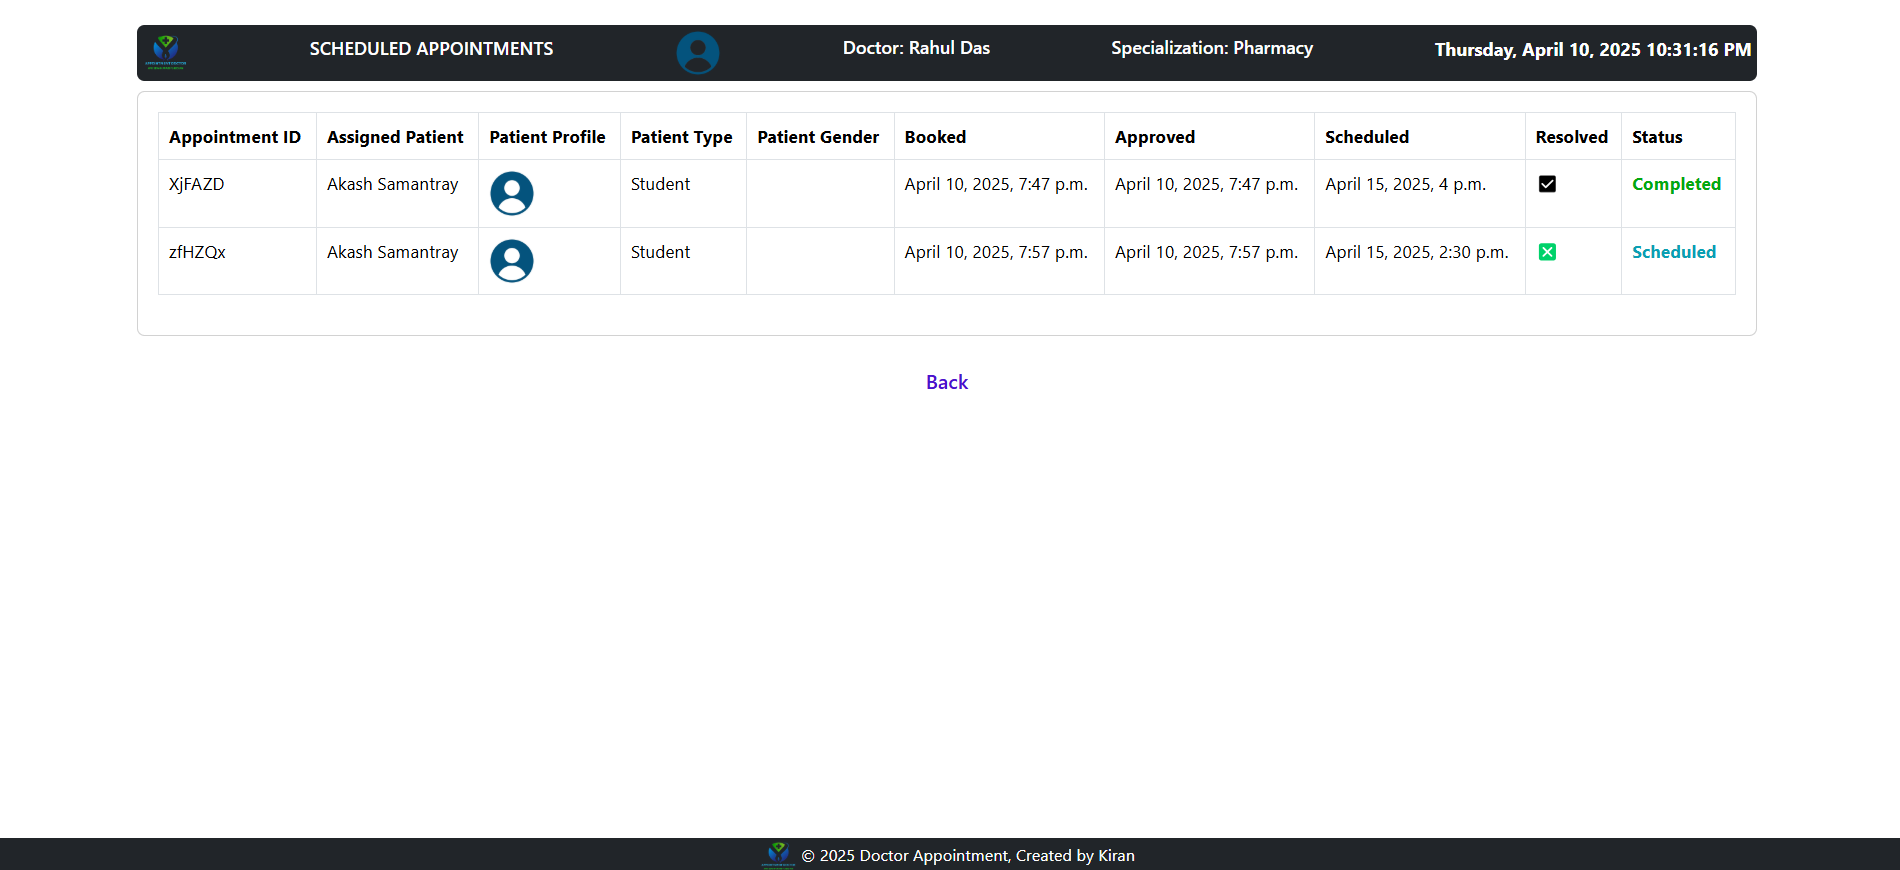 SCHEDULED APPOINTMENTS Doctor: Rahul Das Specialization: Pharmacy Thursday, April 10, 2025 10:31:16 PM
Appointment ID Assigned Patient Patient Profile Patient Type Patient Gender Booked Approved Scheduled Resolved Status
XjFAZD Akash Samantray Student April 10, 2025, 7:47 p.m. April 10, 2025, 7:47 p.m. April 15, 2025, 4 p.m. Completed
zfHZQx Akash Samantray Student April 10, 2025, 7:57 p.m. April 10, 2025, 7:57 p.m. April 15, 2025, 2:30 p.m. Scheduled
Back
© 2025 Doctor Appointment, Created by Kiran